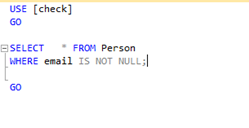 USE [check]
GO
SELECT * FROM Person
WHERE email IS NOT NULL;
GO